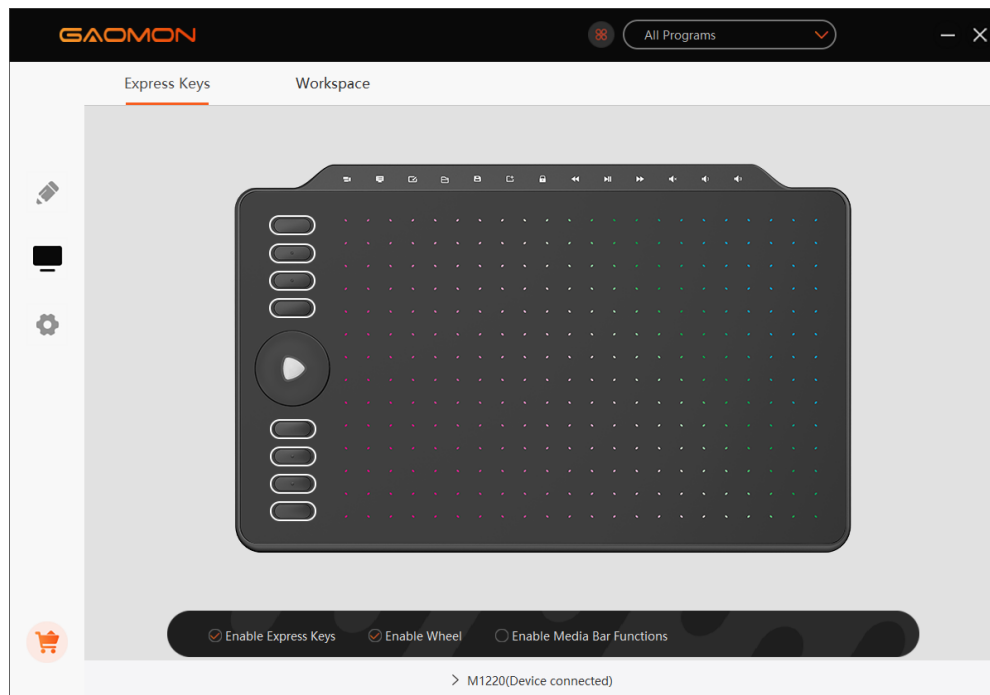 GAOMON
All Programs
Express Keys
Workspace
Enable Express Keys
Enable Wheel
Enable Media Bar Functions
M1220(Device connected)